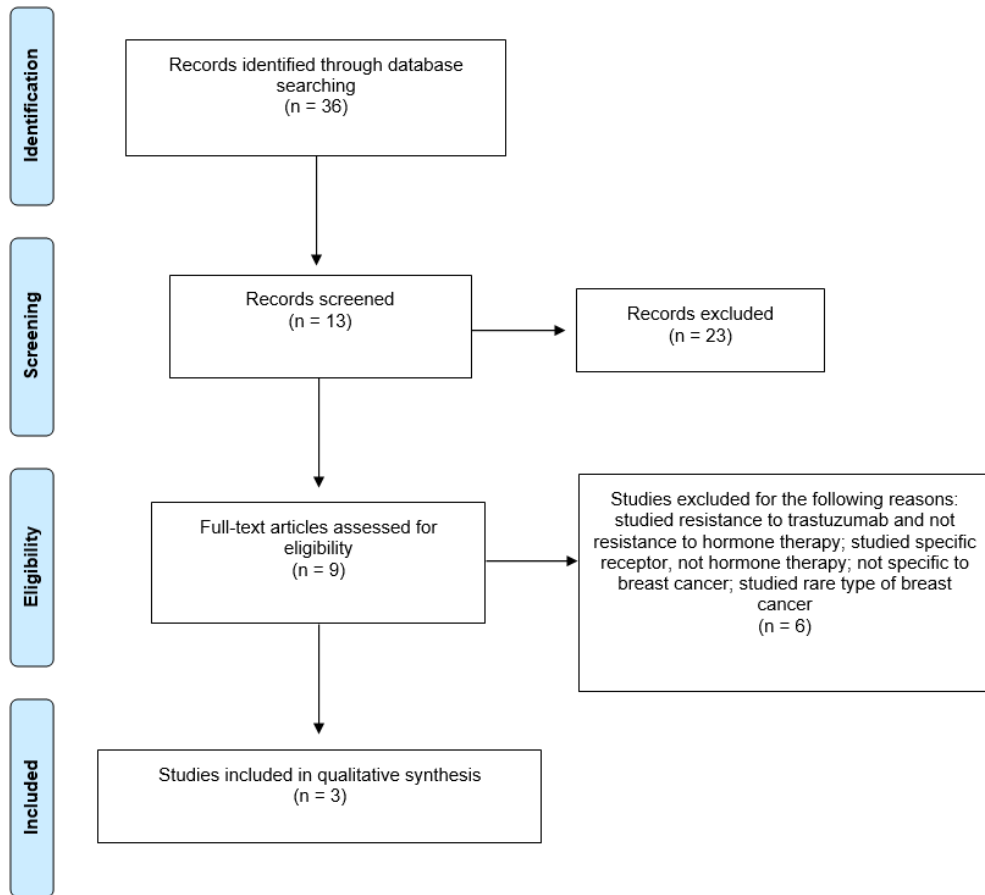 Identification
Records identified through database
searching
(n = 36)
Screening
Records screened
(n = 13)
Records excluded
(n = 23)
Eligibility
Full-text articles assessed for
eligibility
(n = 9)
Studies excluded for the following reasons:
studied resistance to trastuzumab and not
resistance to hormone therapy; studied specific
receptor, not hormone therapy; not specific to
breast cancer; studied rare type of breast
cancer
(n = 6)
Included
Studies included in qualitative synthesis
(n = 3)